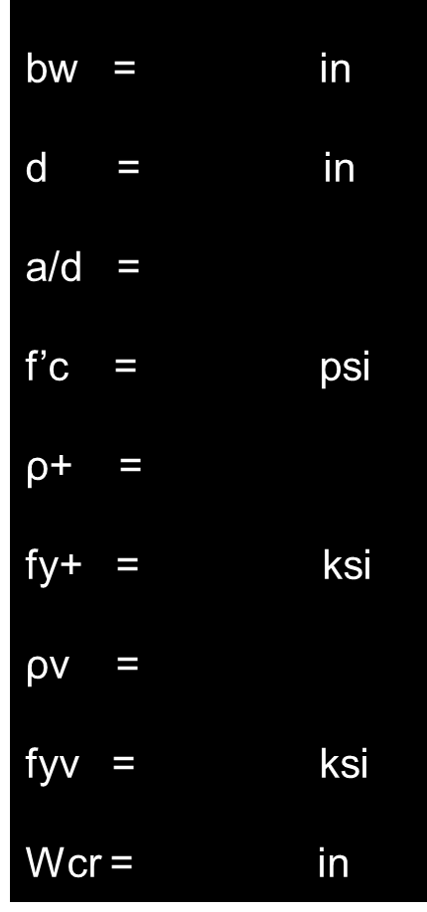 bw = in
d = in
a/d =
f’c = psi
ρ+ =
fy+ = ksi
ρv =
fyv = ksi
Wcr = in